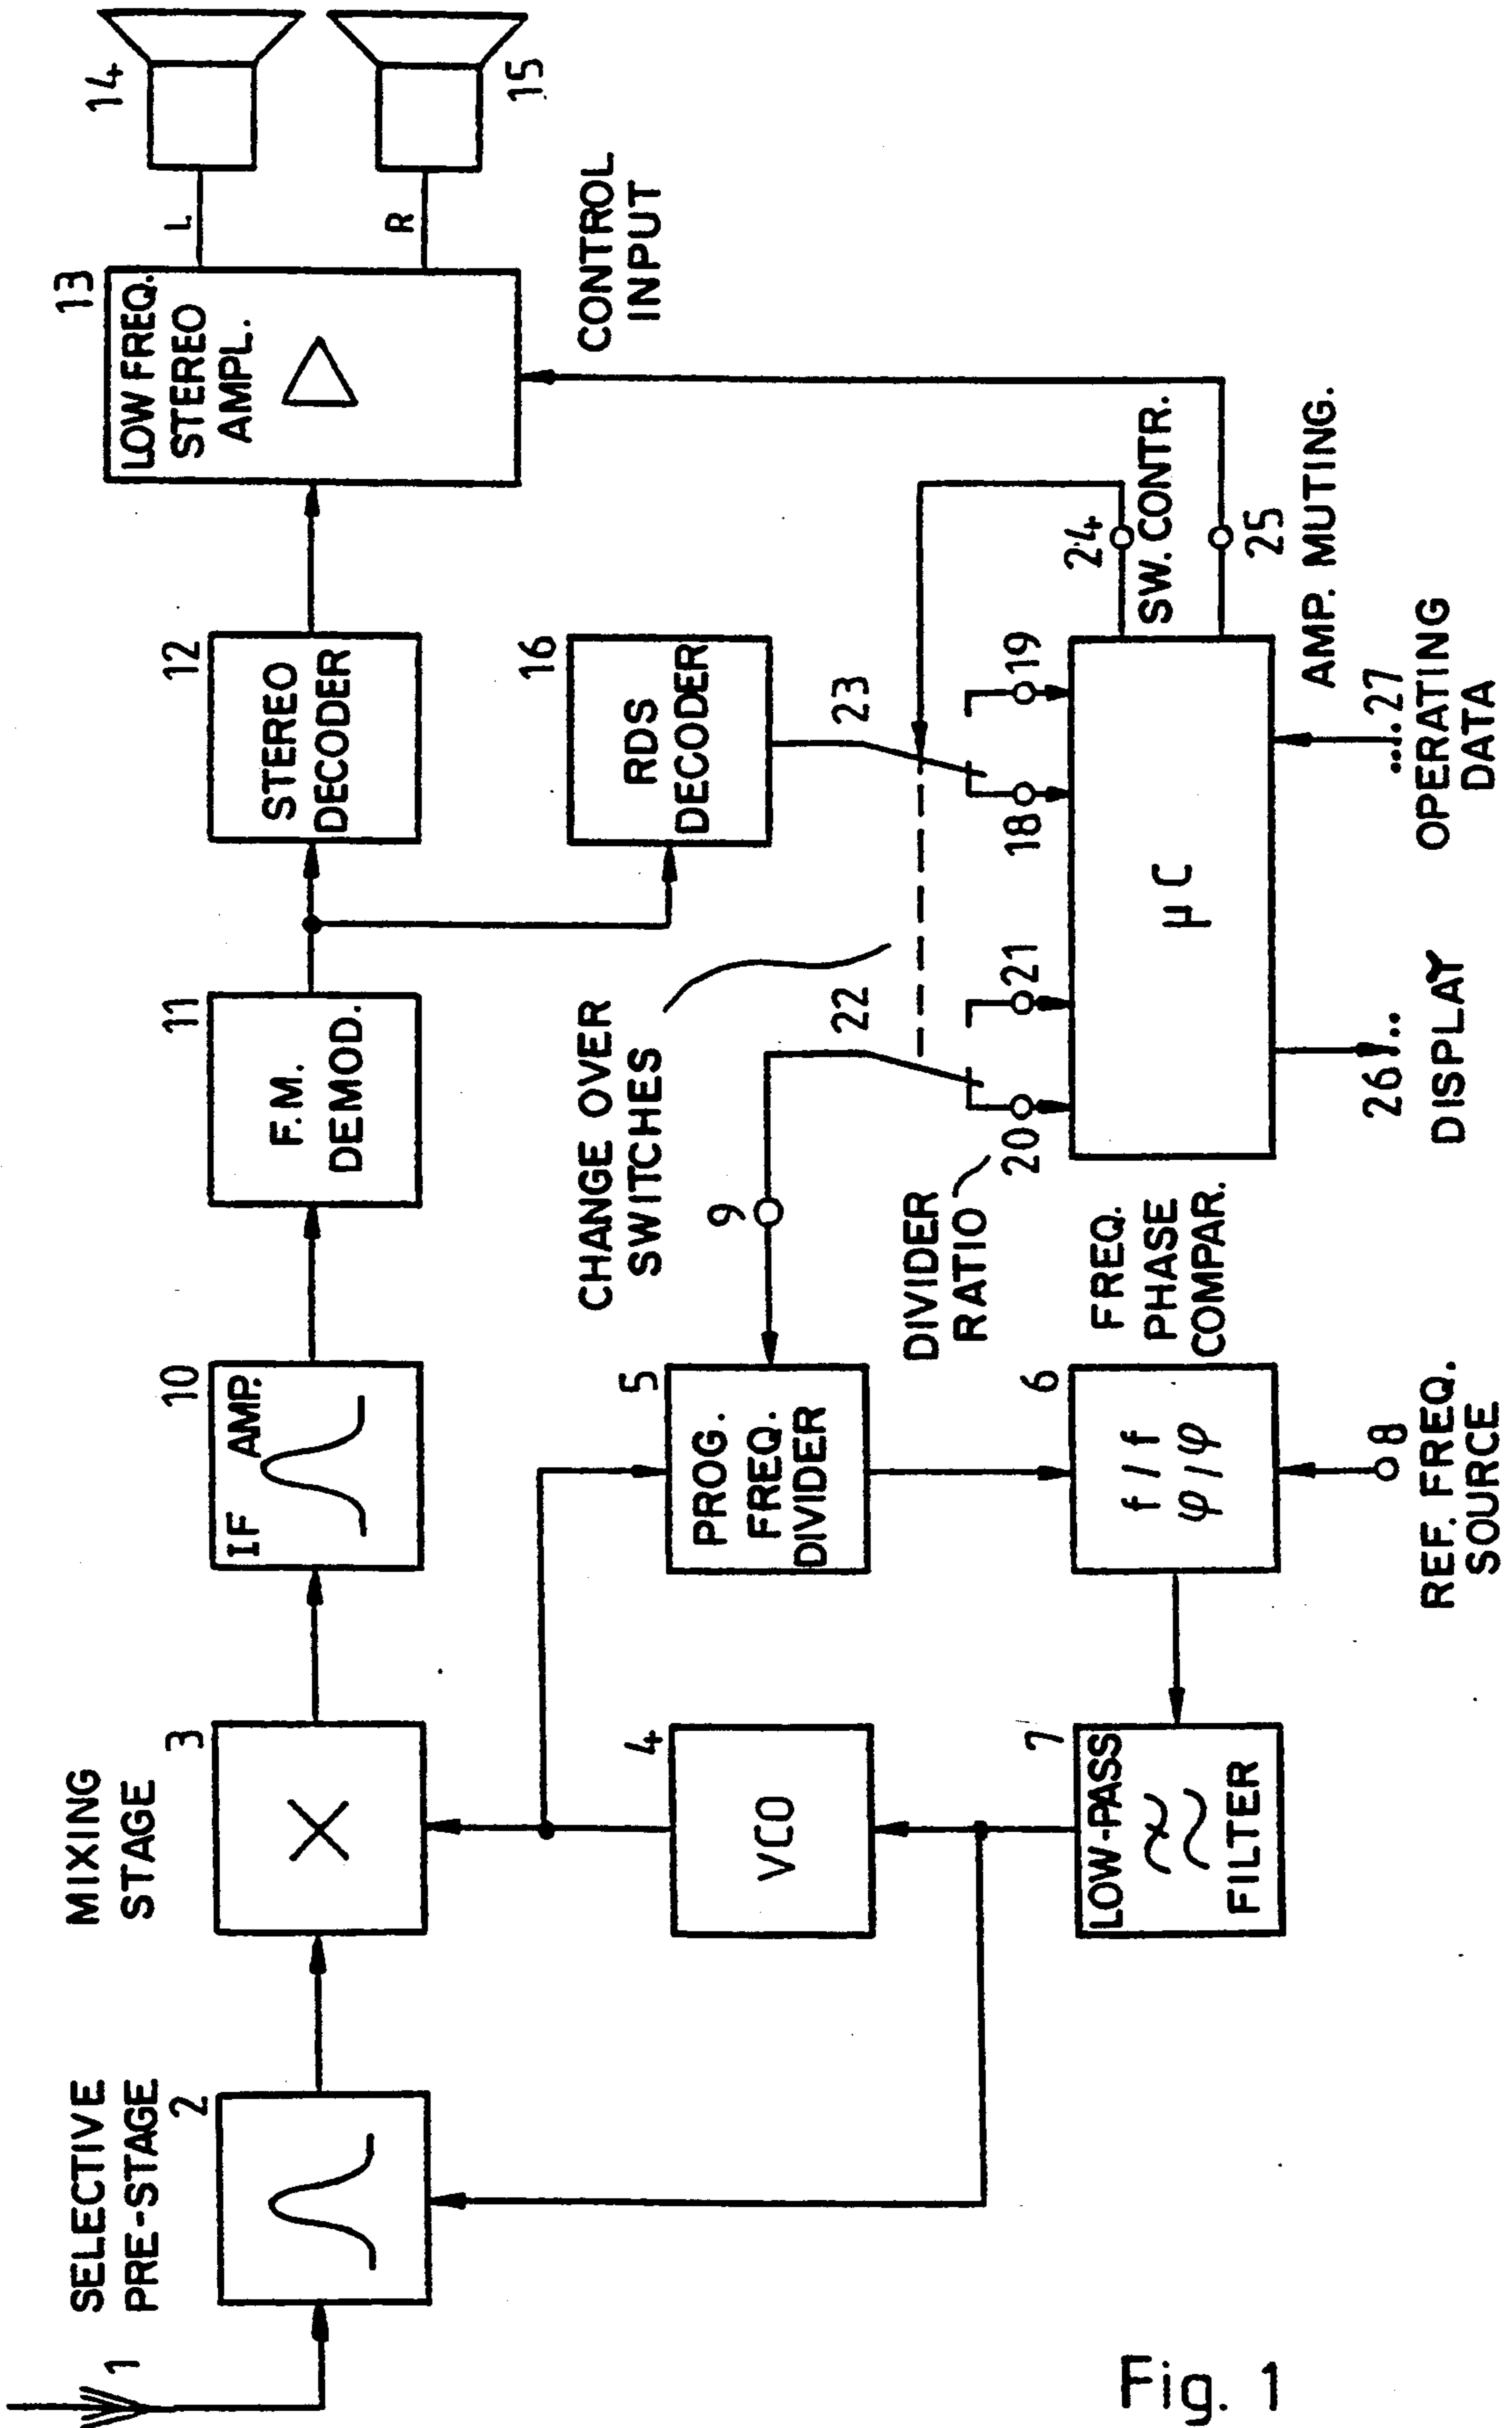 1
SELECTIVE
PRE-STAGE
2
MIXING
STAGE
3
10
IF AMP.
11
F.M.
DEMOD.
12
STEREO
DECODER
13
LOW FREQ.
STEREO
AMPL.
L
R
14
15
CONTROL
INPUT
4
VCO
5
PROG.
FREQ.
DIVIDER
9
CHANGE OVER
SWITCHES
22
16
RDS
DECODER
23
7
LOW-PASS
FILTER
6
f / f
φ / φ
FREQ.
PHASE
COMPAR.
8
REF. FREQ.
SOURCE
DIVIDER
RATIO
20
21
18
19
μC
24
SW. CONTR.
25
AMP. MUTING.
26...
DISPLAY
...27
OPERATING
DATA
Fig. 1